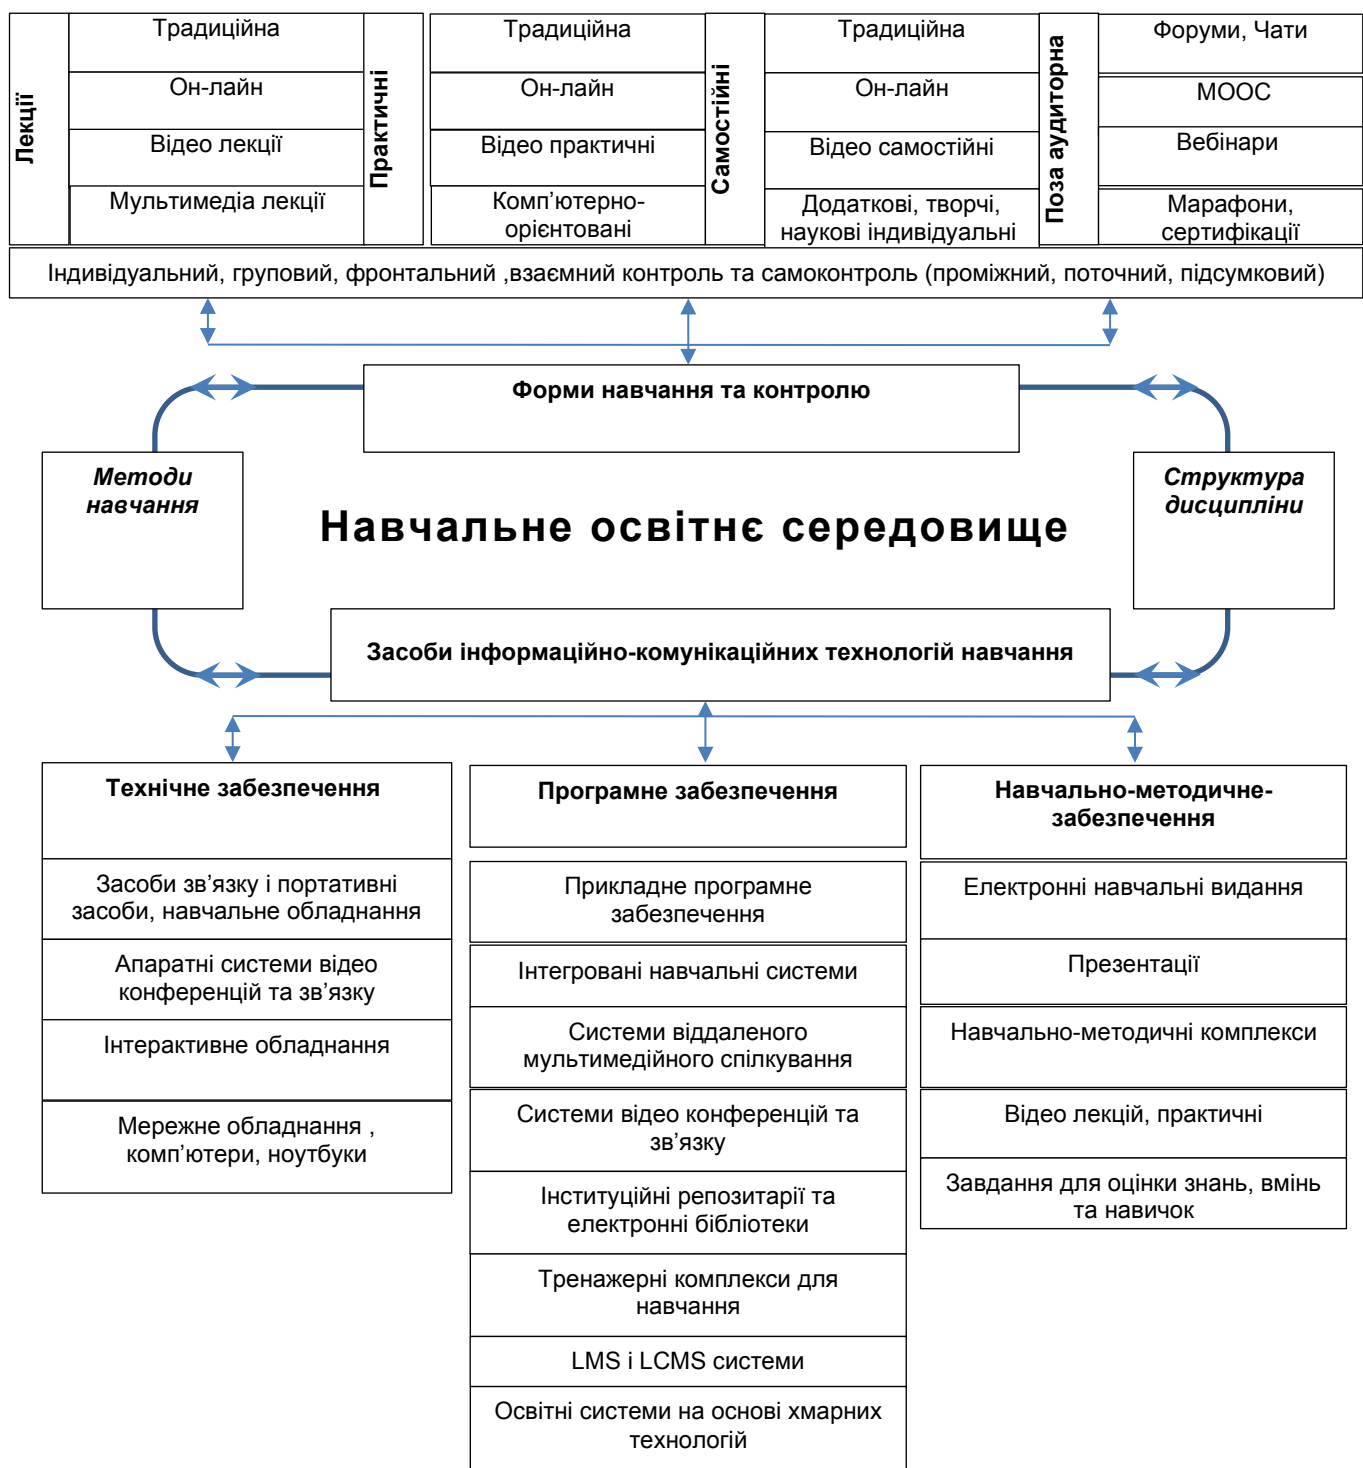 Лекції
Традиційна
Он-лайн
Відео лекції
Мультимедіа лекції
Практичні
Традиційна
Он-лайн
Відео практичні
Комп’ютерно-
орієнтовані
Самостійні
Традиційна
Он-лайн
Відео самостійні
Додаткові, творчі,
наукові індивідуальні
Поза аудиторна
Форуми, Чати
МООС
Вебінари
Марафони,
сертифікації
Індивідуальний, груповий, фронтальний ,взаємний контроль та самоконтроль (проміжний, поточний, підсумковий)
Форми навчання та контролю
Методи
навчання
Структура
дисципліни
Навчальне освітнє середовище
Засоби інформаційно-комунікаційних технологій навчання
Технічне забезпечення
Засоби зв’язку і портативні
засоби, навчальне обладнання
Апаратні системи відео
конференцій та зв’язку
Інтерактивне обладнання
Мережне обладнання ,
комп’ютери, ноутбуки
Програмне забезпечення
Прикладне програмне
забезпечення
Інтегровані навчальні системи
Системи віддаленого
мультимедійного спілкування
Системи відео конференцій та
зв’язку
Інституційні репозитарії та
електронні бібліотеки
Тренажерні комплекси для
навчання
LMS і LCMS системи
Освітні системи на основі хмарних
технологій
Навчально-методичне-
забезпечення
Електронні навчальні видання
Презентації
Навчально-методичні комплекси
Відео лекцій, практичні
Завдання для оцінки знань, вмінь
та навичок